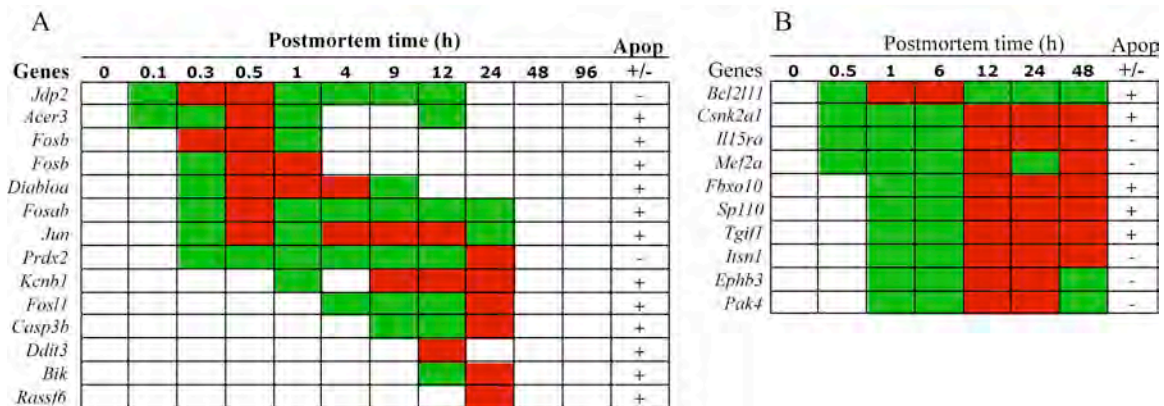 A
Postmortem time (h) Apop
Genes 0 0.1 0.3 0.5 1 4 9 12 24 48 96 +/-
Jdp2 -
Acer3 +
Fosb +
Fosb +
Diabloa +
Fosab +
Jun +
Prdx2 -
Kcnb1 +
Fosl1 +
Casp3b +
Ddit3 +
Bik +
Rassf6 +
B
Postmortem time (h) Apop
Genes 0 0.5 1 6 12 24 48 +/-
Bcl2l11 +
Csnk2a1 +
Il15ra -
Mef2a -
Fbxo10 +
Sp110 +
Tgif1 +
Itsn1 -
Ephb3 -
Pak4 -